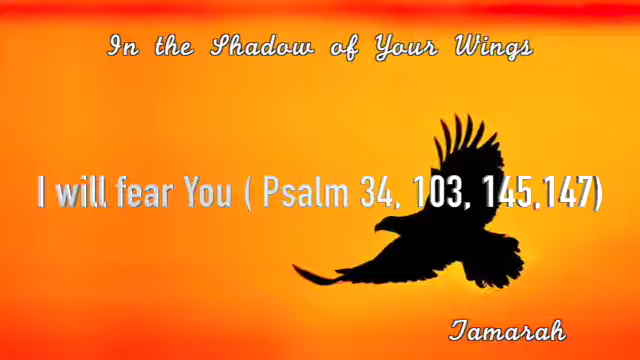 In the Shadow of Your Wings
I will fear You ( Psalm 34, 103, 145,147)
Tamarah